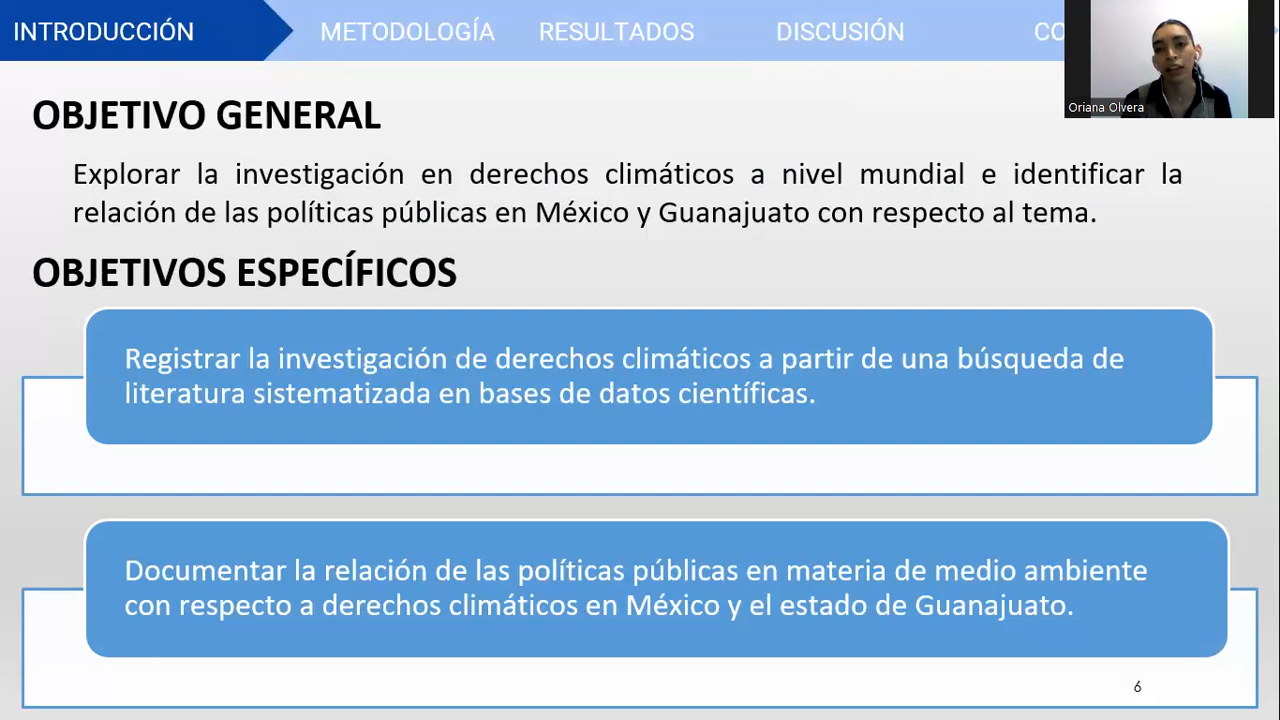 INTRODUCCIÓN METODOLOGÍA RESULTADOS DISCUSIÓN CO
Oriana Olvera
OBJETIVO GENERAL
Explorar la investigación en derechos climáticos a nivel mundial e identificar la
relación de las políticas públicas en México y Guanajuato con respecto al tema.
OBJETIVOS ESPECÍFICOS
Registrar la investigación de derechos climáticos a partir de una búsqueda de
literatura sistematizada en bases de datos científicas.
Documentar la relación de las políticas públicas en materia de medio ambiente
con respecto a derechos climáticos en México y el estado de Guanajuato.
6